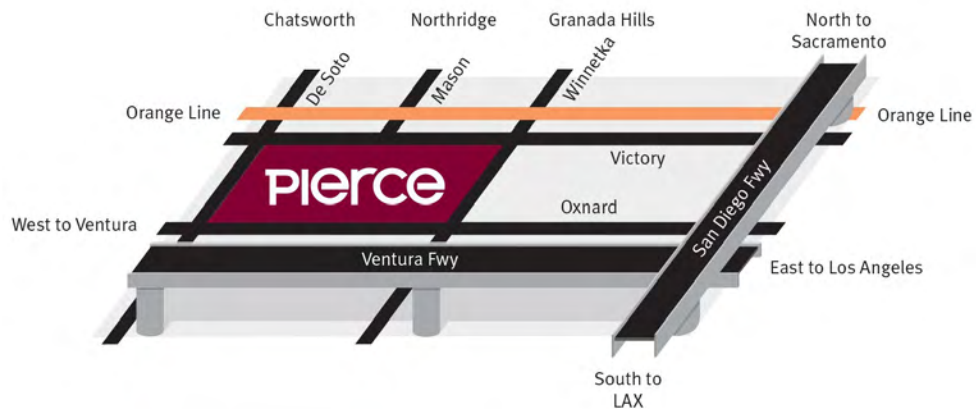 Chatsworth
Northridge
Granada Hills
North to
Sacramento
De Soto
Mason
Winnetka
Orange Line
Orange Line
Victory
PIerce
Oxnard
San Diego Fwy
West to Ventura
Ventura Fwy
East to Los Angeles
South to
LAX